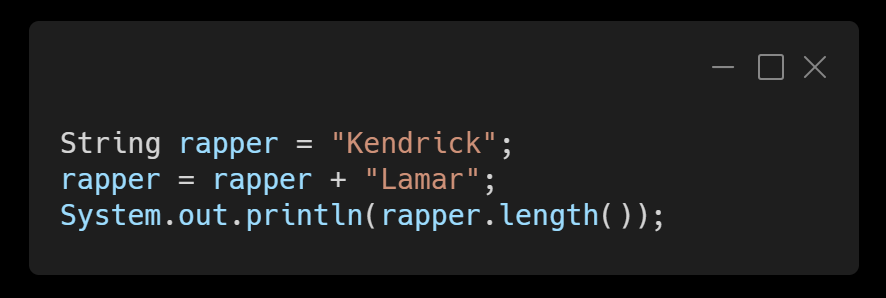 String rapper = "Kendrick";
rapper = rapper + "Lamar";
System.out.println(rapper.length());